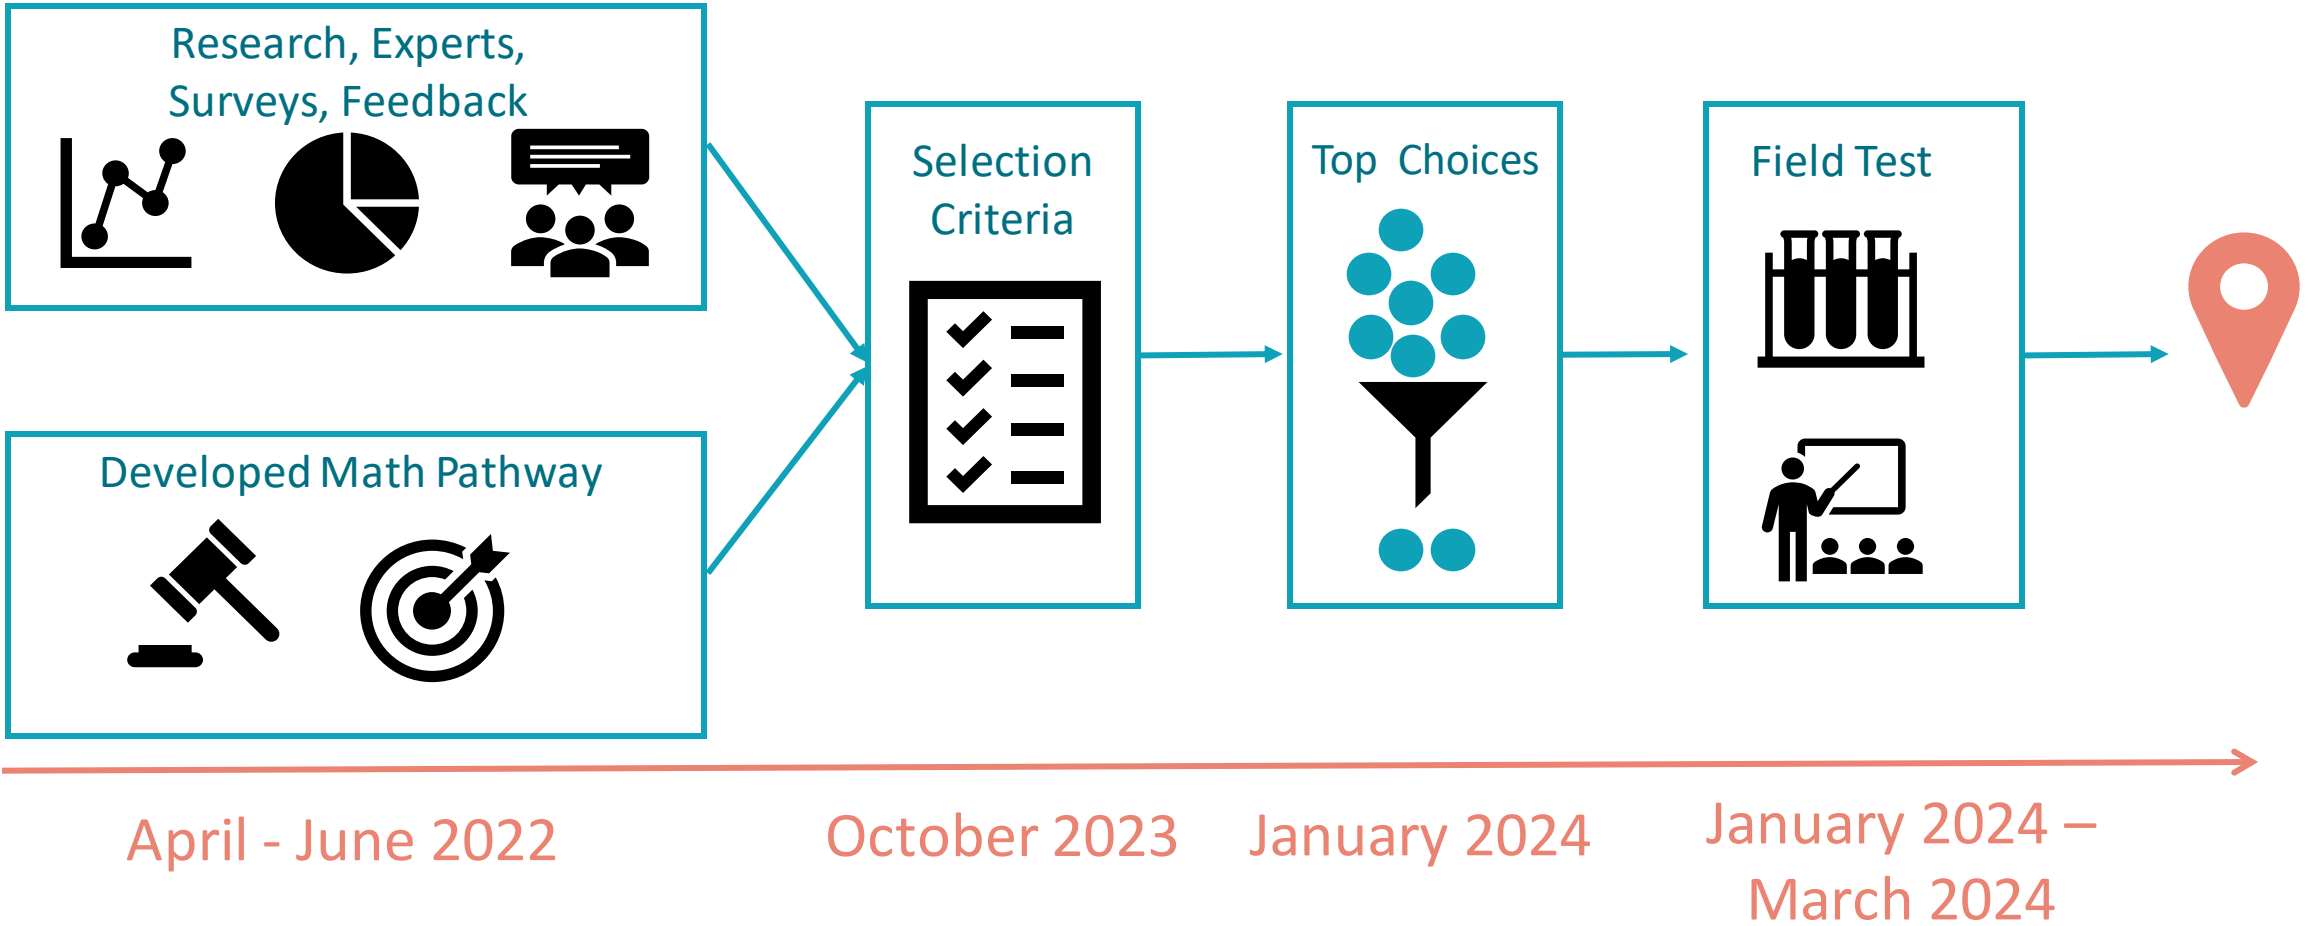 Research, Experts,
Surveys, Feedback
Developed Math Pathway
Selection
Criteria
Top Choices
Field Test
April - June 2022
October 2023
January 2024
January 2024 –
March 2024